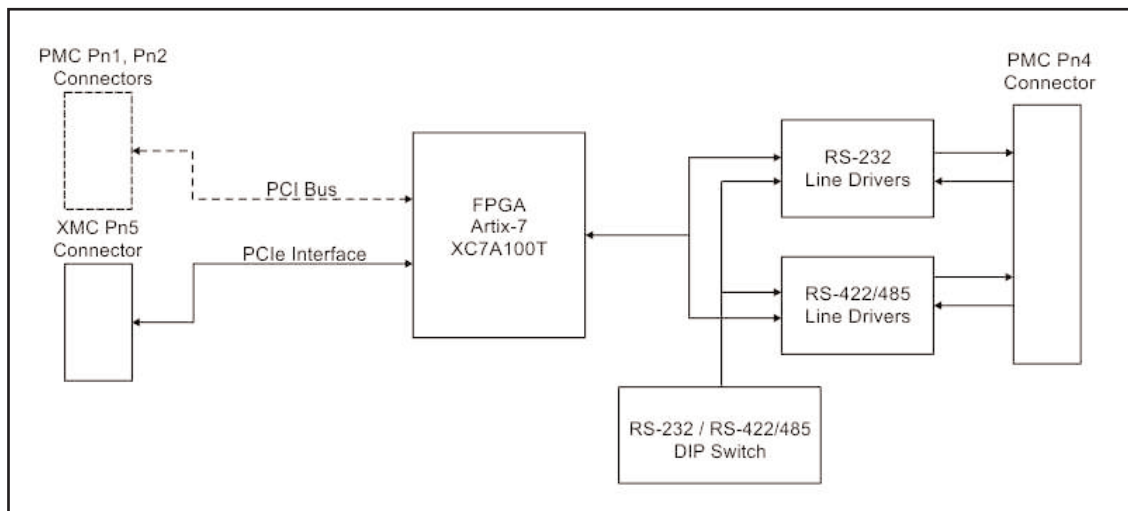 PMC Pn1, Pn2
Connectors
XMC Pn5
Connector
PCI Bus
PCIe Interface
FPGA
Artix-7
XC7A100T
RS-232
Line Drivers
RS-422/485
Line Drivers
RS-232 / RS-422/485
DIP Switch
PMC Pn4
Connector